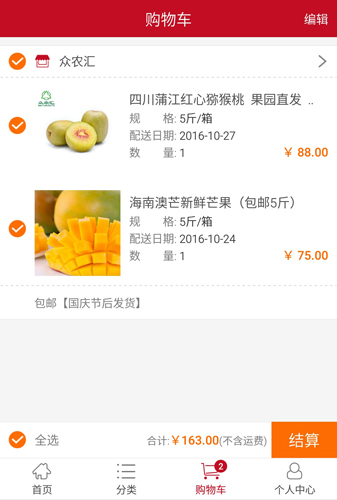 购物车
编辑
众农汇
四川蒲江红心猕猴桃 果园直发 ..
规 格: 5斤/箱
配送日期: 2016-10-27
数 量: 1
￥ 88.00
海南澳芒新鲜芒果（包邮5斤）
规 格: 5斤/箱
配送日期: 2016-10-24
数 量: 1
￥ 75.00
包邮【国庆节后发货】
全选
合计:￥163.00(不含运费)
结算
2
首页
分类
购物车
个人中心